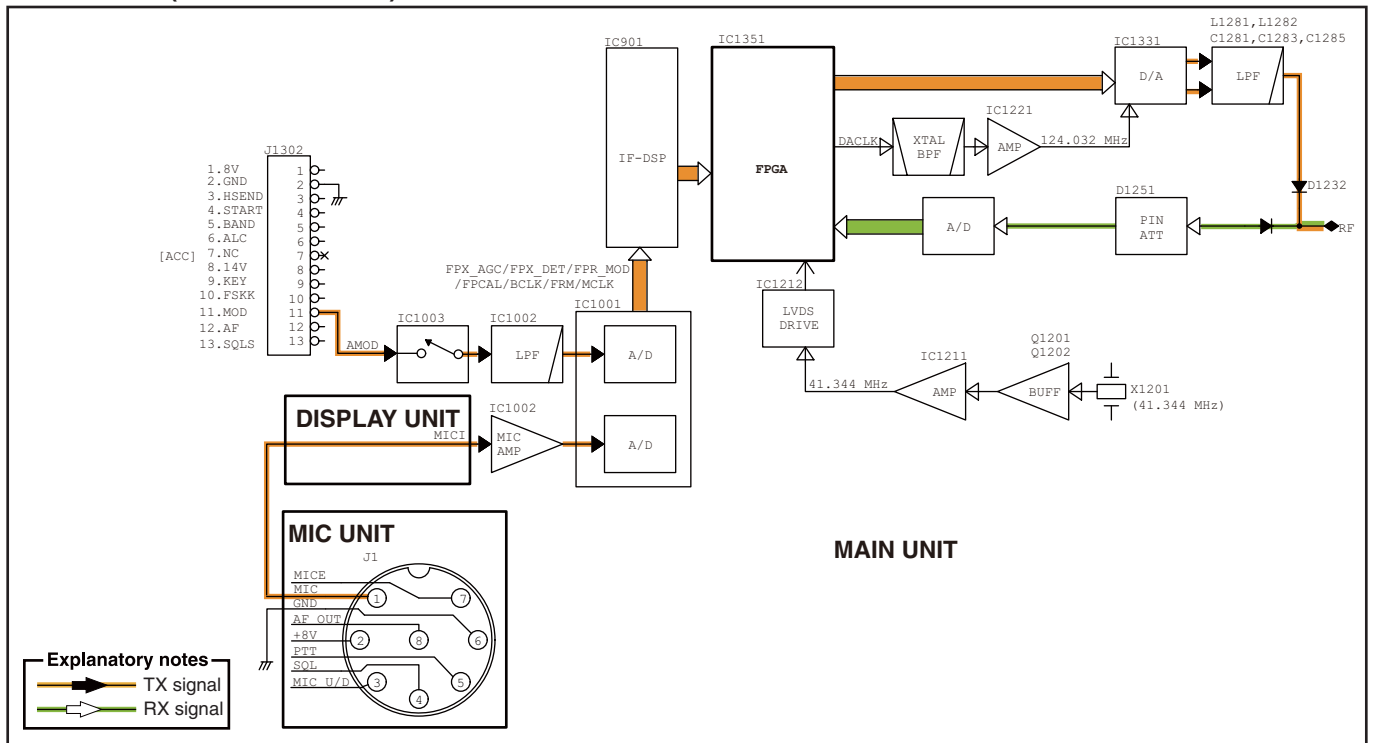 IC901
IC1351
L1281,L1282
C1281,C1283,C1285
IC1331
D/A
LPF
IC1221
DACLK
XTAL
BPF
AMP
124.032 MHz
IF-DSP
FPGA
J1302
1.8V
2.GND
3.HSEND
4.START
5.BAND
6.ALC
[ACC]
7.NC
8.14V
9.KEY
10.FSKK
11.MOD
12.AF
13.SQLS
1
2
3
4
5
6
7
8
9
10
11
12
13
D1232
D1251
A/D
PIN
ATT
RF
FPX_AGC/FPX_DET/FPR_MOD
/FPCAL/BCLK/FRM/MCLK
IC1001
IC1212
LVDS
DRIVE
AMOD
IC1003
IC1002
LPF
A/D
IC1211
Q1201
Q1202
41.344 MHz
AMP
BUFF
X1201
(41.344 MHz)
DISPLAY UNIT
MICI
IC1002
MIC
AMP
A/D
MIC UNIT
MAIN UNIT
J1
MICE
MIC
GND
AF OUT
+8V
PTT
SQL
MIC U/D
1
7
2
8
6
3
5
4
Explanatory notes
TX signal
RX signal